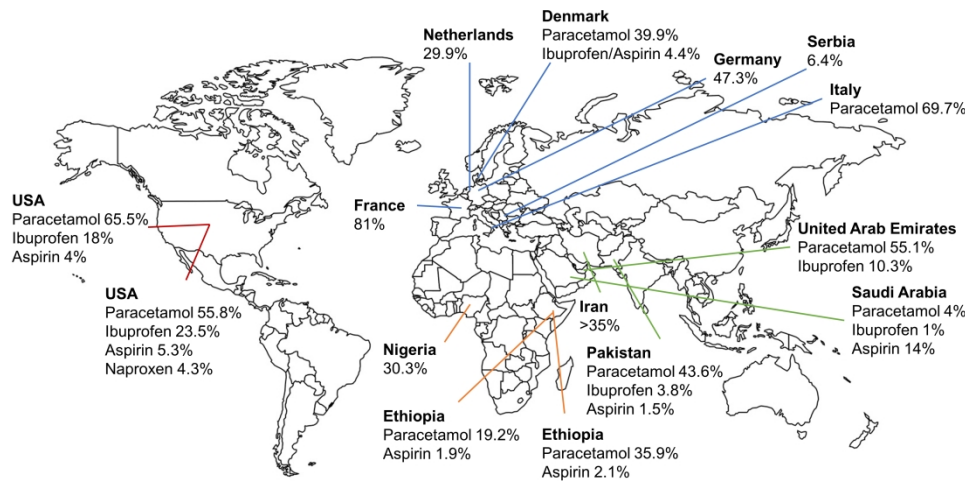 Denmark
Paracetamol 39.9%
Ibuprofen/Aspirin 4.4%
Netherlands
29.9%
Serbia
6.4%
Germany
47.3%
Italy
Paracetamol 69.7%
USA
Paracetamol 65.5%
Ibuprofen 18%
Aspirin 4%
France
81%
United Arab Emirates
Paracetamol 55.1%
Ibuprofen 10.3%
USA
Paracetamol 55.8%
Ibuprofen 23.5%
Aspirin 5.3%
Naproxen 4.3%
Saudi Arabia
Paracetamol 4%
Ibuprofen 1%
Aspirin 14%
Iran
>35%
Nigeria
30.3%
Pakistan
Paracetamol 43.6%
Ibuprofen 3.8%
Aspirin 1.5%
Ethiopia
Paracetamol 19.2%
Aspirin 1.9%
Ethiopia
Paracetamol 35.9%
Aspirin 2.1%